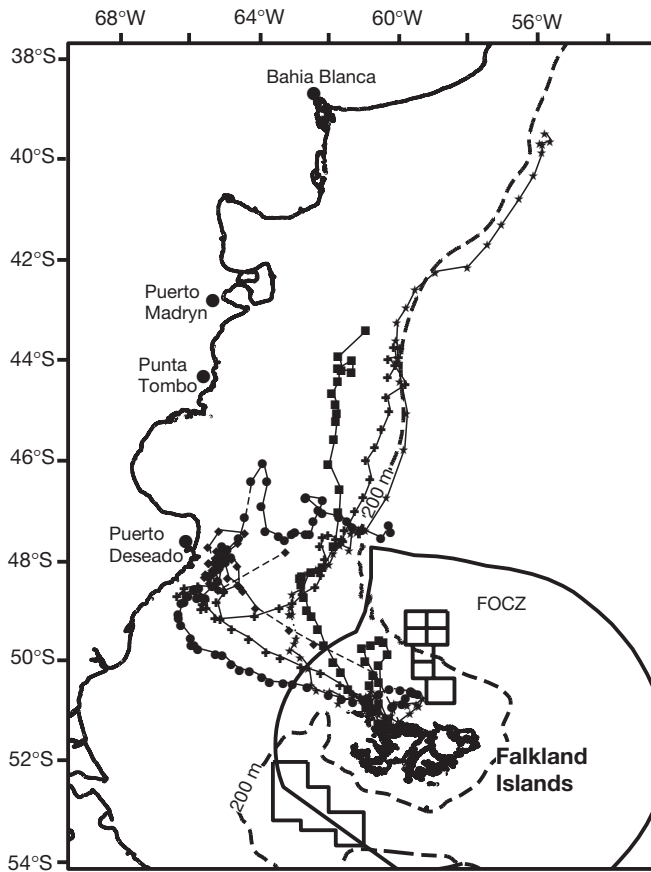 68°W 64°W 60°W 56°W
38°S
Bahia Blanca
40°S
42°S
Puerto
Madryn
44°S
Punta
Tombo
46°S
200 m
Puerto
Deseado
48°S
FOCZ
50°S
52°S
Falkland
Islands
200 m
54°S